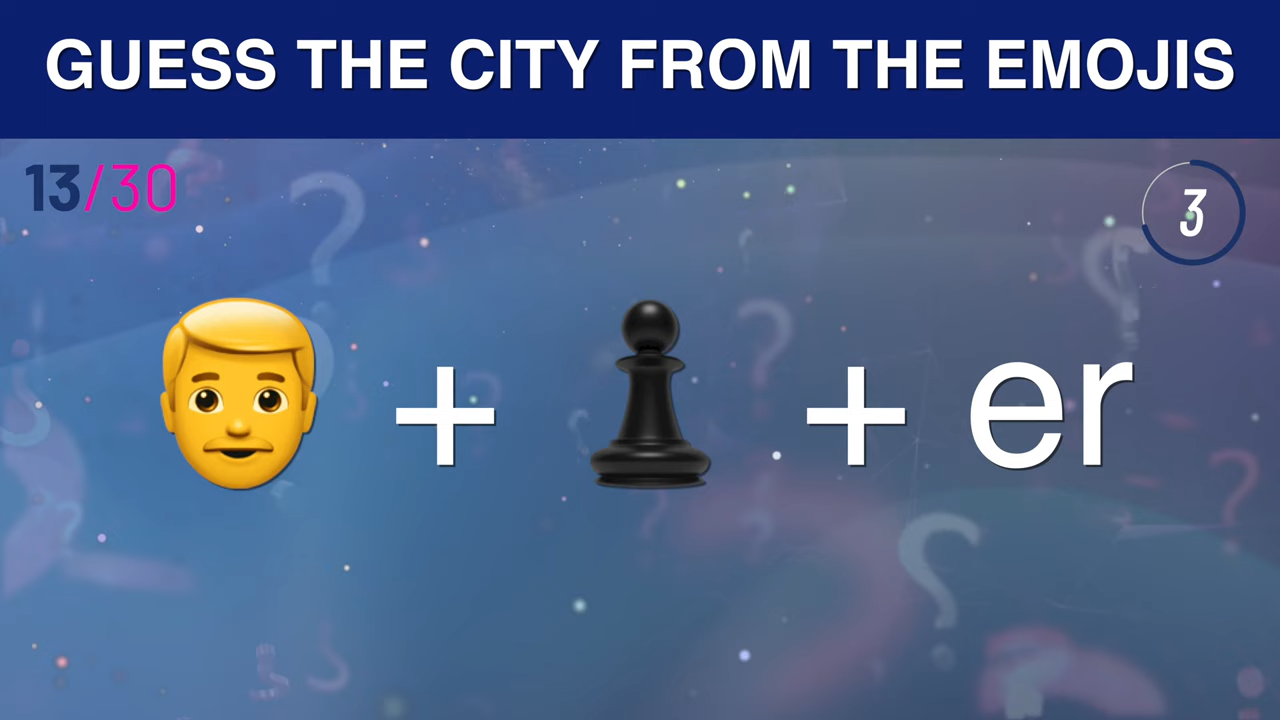 GUESS THE CITY FROM THE EMOJIS
13/30
3
+ + er